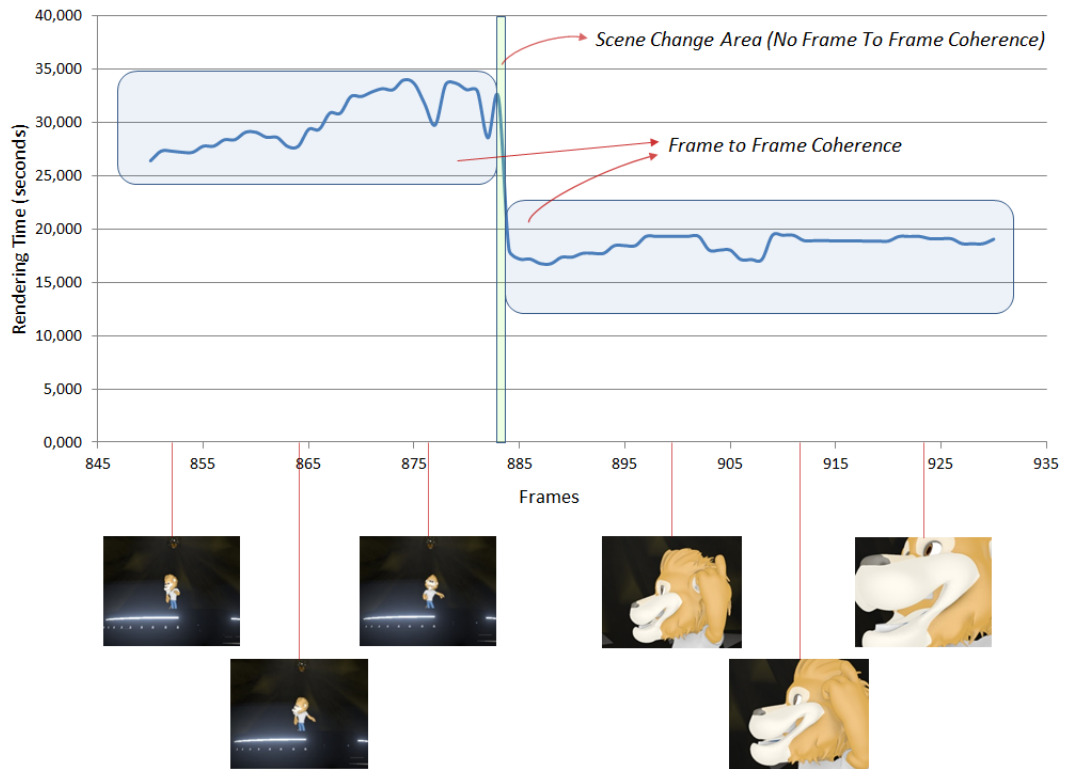 40,000
Scene Change Area (No Frame To Frame Coherence)
35,000
30,000
Frame to Frame Coherence
25,000
20,000
15,000
10,000
5,000
0,000
Rendering Time (seconds)
845 855 865 875 885 895 905 915 925 935
Frames